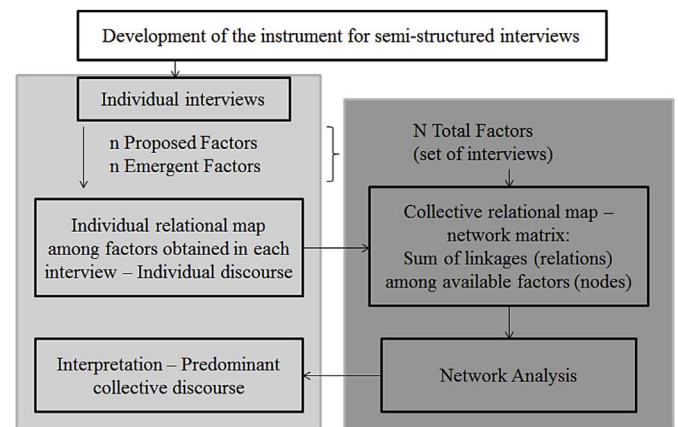 Development of the instrument for semi-structured interviews
Individual interviews
n Proposed Factors
n Emergent Factors
N Total Factors
(set of interviews)
Individual relational map
among factors obtained in each
interview – Individual discourse
Collective relational map –
network matrix:
Sum of linkages (relations)
among available factors (nodes)
Interpretation – Predominant
collective discourse
Network Analysis